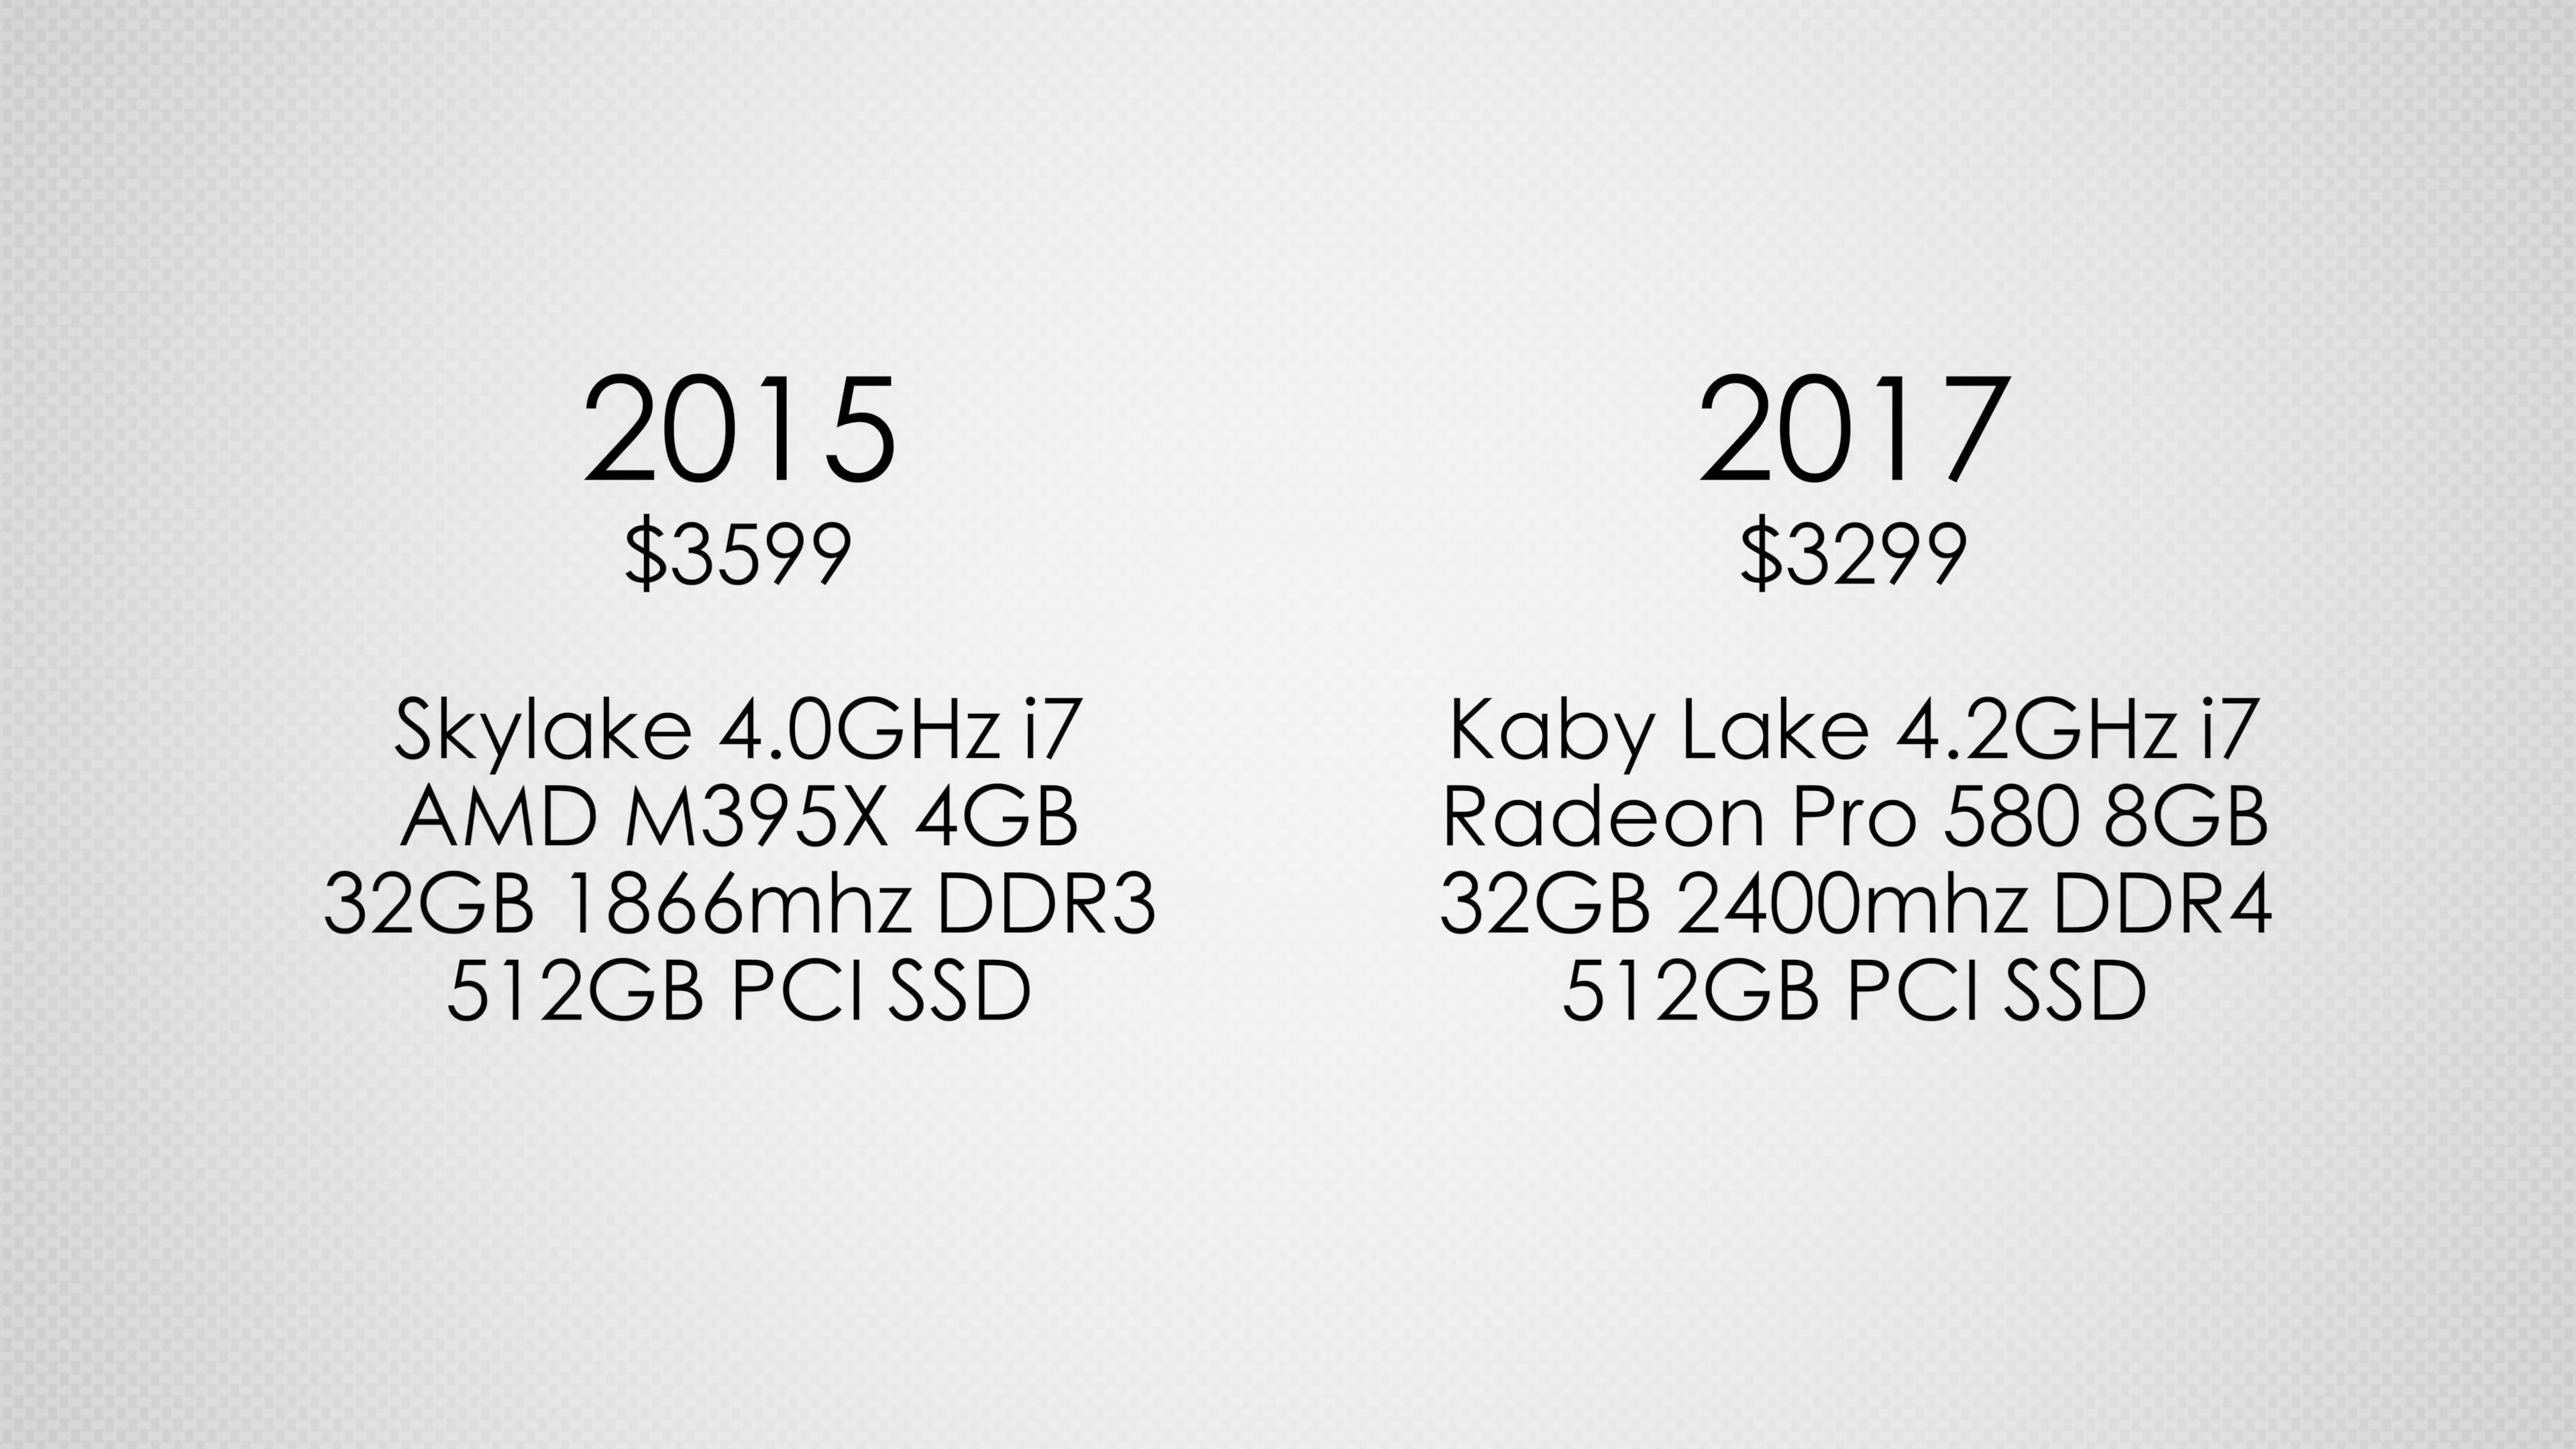 2015
$3599
Skylake 4.0GHz i7
AMD M395X 4GB
32GB 1866mhz DDR3
512GB PCI SSD
2017
$3299
Kaby Lake 4.2GHz i7
Radeon Pro 580 8GB
32GB 2400mhz DDR4
512GB PCI SSD